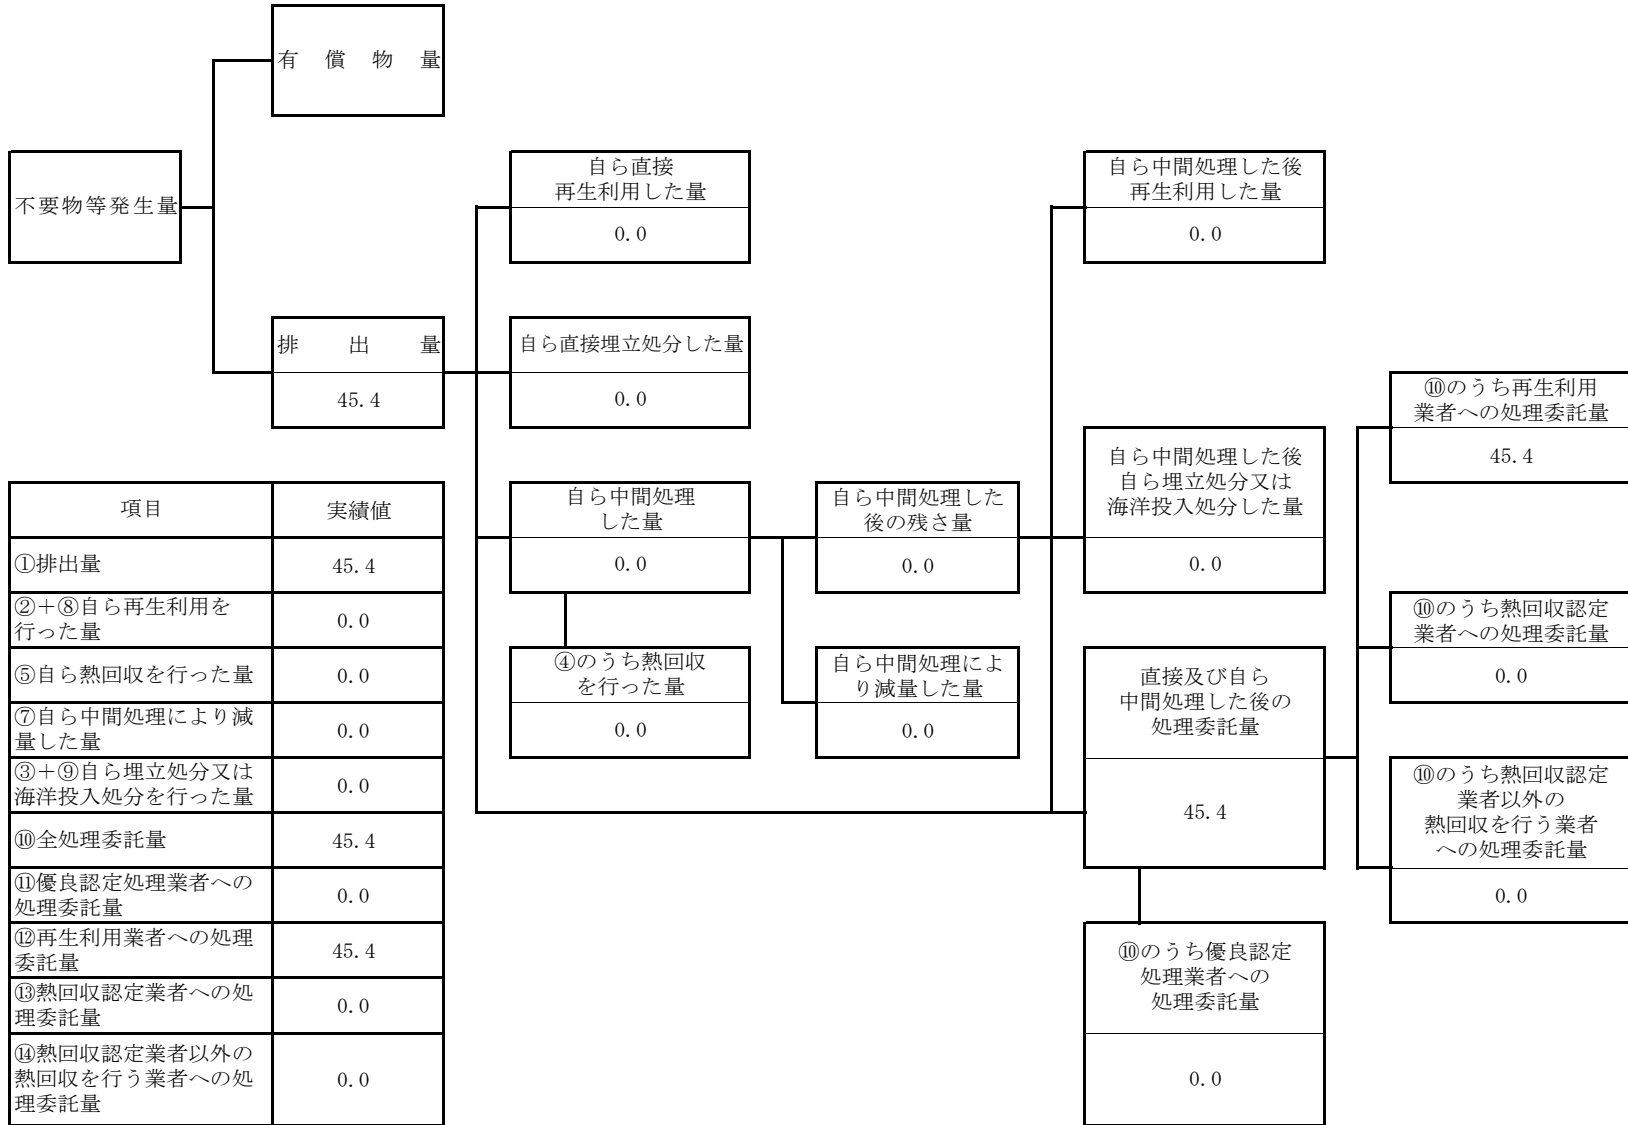 有償物量
不要物等発生量
排出量
45.4
自ら直接
再生利用した量
0.0
自ら直接埋立処分した量
0.0
自ら中間処理
した量
0.0
④のうち熱回収
を行った量
0.0
自ら中間処理した
後の残さ量
0.0
自ら中間処理によ
り減量した量
0.0
自ら中間処理した後
再生利用した量
0.0
自ら中間処理した後
自ら埋立処分又は
海洋投入処分した量
0.0
直接及び自ら
中間処理した後の
処理委託量
45.4
⑩のうち優良認定
処理業者への
処理委託量
0.0
⑩のうち再生利用
業者への処理委託量
45.4
⑩のうち熱回収認定
業者への処理委託量
0.0
⑩のうち熱回収認定
業者以外の
熱回収を行う業者
への処理委託量
0.0
項目 実績値
①排出量 45.4
②+⑧自ら再生利用を
行った量 0.0
⑤自ら熱回収を行った量 0.0
⑦自ら中間処理により減
量した量 0.0
③+⑨自ら埋立処分又は
海洋投入処分を行った量 0.0
⑩全処理委託量 45.4
⑪優良認定処理業者への
処理委託量 0.0
⑫再生利用業者への処理
委託量 45.4
⑬熱回収認定業者への処
理委託量 0.0
⑭熱回収認定業者以外の
熱回収を行う業者への処
理委託量 0.0